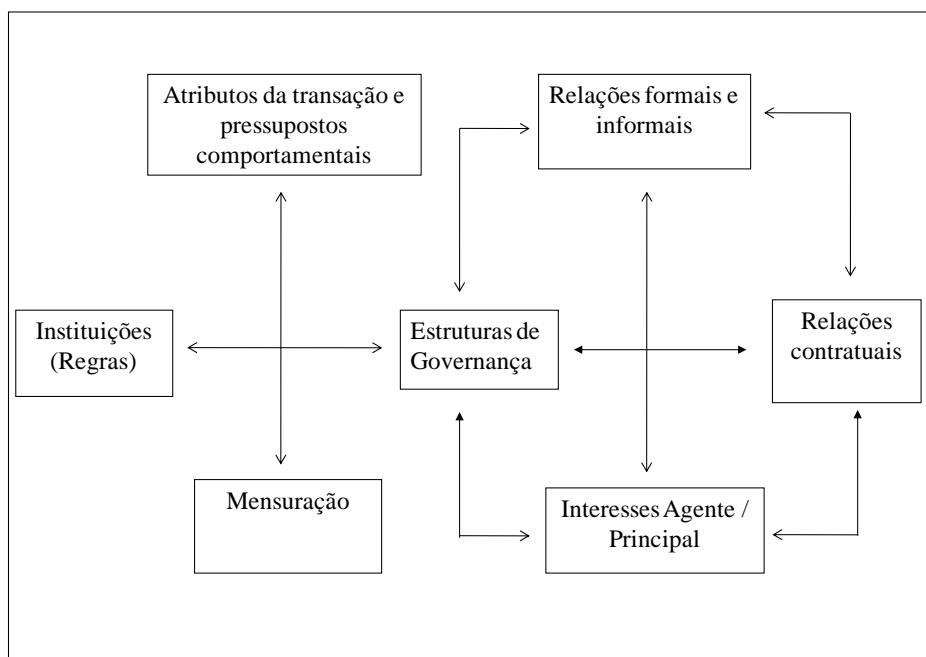 Atributos da transação e
pressupostos
comportamentais
Relações formais e
informais
Instituições
(Regras)
Estruturas de
Governança
Relações
contratuais
Mensuração
Interesses Agente /
Principal